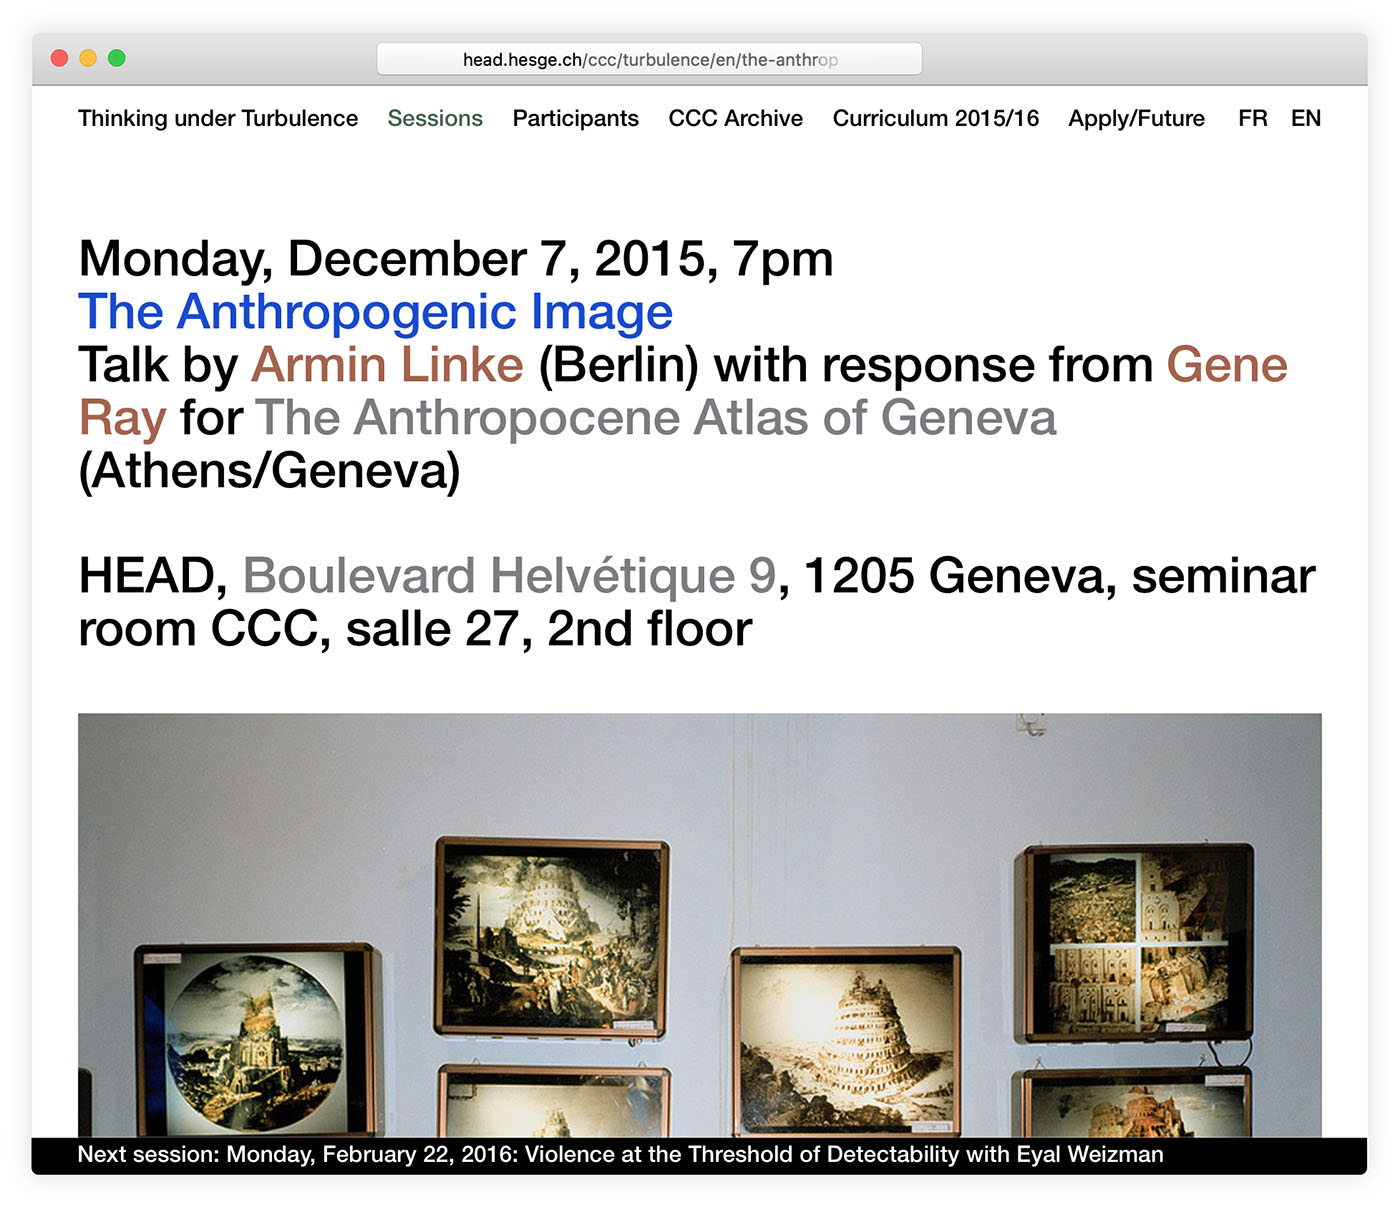 head.hesge.ch/ccc/turbulence/en/the-anthrop
Thinking under Turbulence Sessions Participants CCC Archive Curriculum 2015/16 Apply/Future FR EN
Monday, December 7, 2015, 7pm
The Anthropogenic Image
Talk by Armin Linke (Berlin) with response from Gene
Ray for The Anthropocene Atlas of Geneva
(Athens/Geneva)
HEAD, Boulevard Helvétique 9, 1205 Geneva, seminar
room CCC, salle 27, 2nd floor
Next session: Monday, February 22, 2016: Violence at the Threshold of Detectability with Eyal Weizman